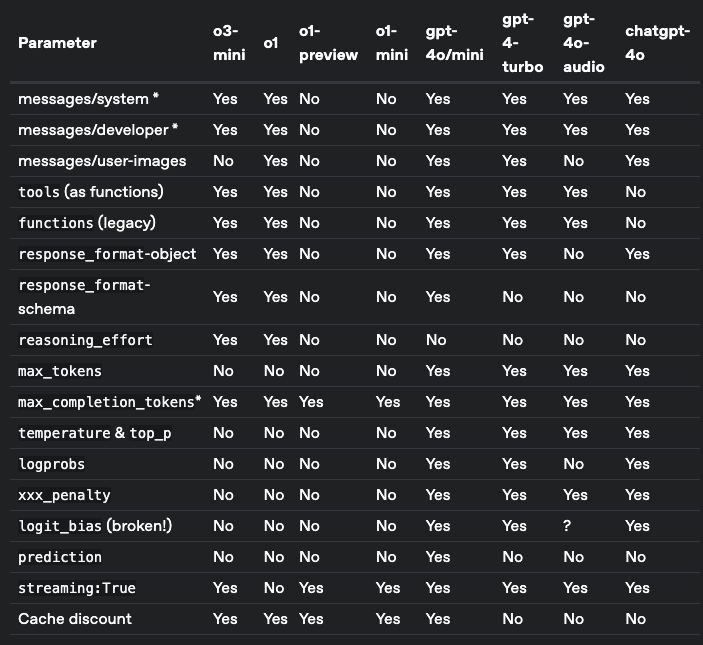 Parameter o3-mini o1 o1-preview o1-mini gpt-4o/mini gpt-4-turbo gpt-4o-audio chatgpt-4o
messages/system * Yes Yes No No Yes Yes Yes Yes
messages/developer * Yes Yes No No Yes Yes Yes Yes
messages/user-images No Yes No No Yes Yes No Yes
tools (as functions) Yes Yes No No Yes Yes Yes No
functions (legacy) Yes Yes No No Yes Yes Yes No
response_format-object Yes Yes No No Yes Yes No Yes
response_format-schema Yes Yes No No Yes No No No
reasoning_effort Yes Yes No No No No No No
max_tokens No No No No Yes Yes Yes Yes
max_completion_tokens* Yes Yes Yes Yes Yes Yes Yes Yes
temperature & top_p No No No No Yes Yes Yes Yes
logprobs No No No No Yes Yes No Yes
xxx_penalty No No No No Yes Yes Yes Yes
logit_bias (broken!) No No No No Yes Yes ? Yes
prediction No No No No Yes No No No
streaming:True Yes No Yes Yes Yes Yes Yes Yes
Cache discount Yes Yes Yes Yes Yes No No No